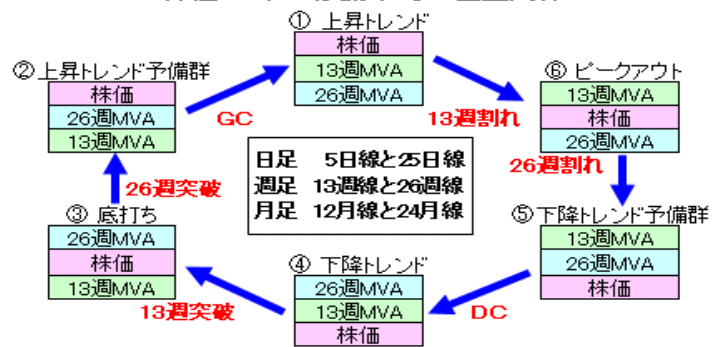 ① 上昇トレンド
株価
13週MVA
26週MVA
② 上昇トレンド予備群
株価
26週MVA
13週MVA
⑥ ピークアウト
13週MVA
株価
26週MVA
GC
13週割れ
26週割れ
日足 5日線と25日線
週足 13週線と26週線
月足 12月線と24月線
26週突破
③ 底打ち
26週MVA
株価
13週MVA
⑤下降トレンド予備群
13週MVA
26週MVA
株価
④ 下降トレンド
26週MVA
13週MVA
株価
13週突破
DC